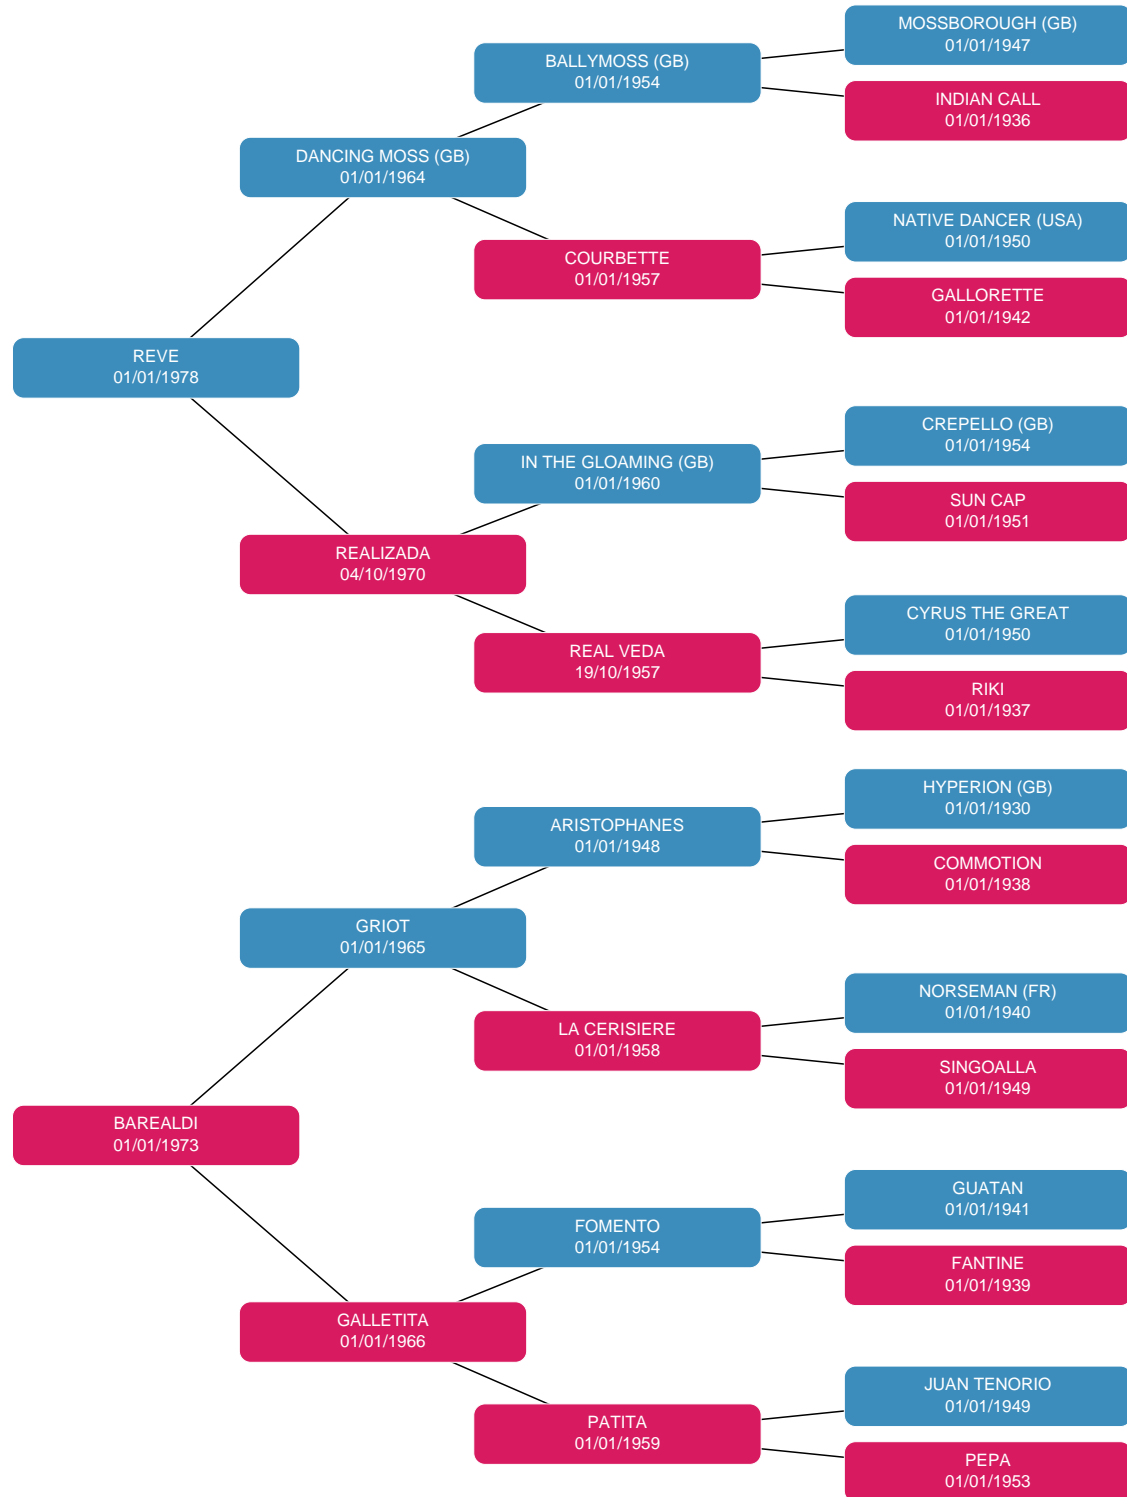 MOSSBOROUGH (GB)
01/01/1947
BALLYMOSS (GB)
01/01/1954
INDIAN CALL
01/01/1936
DANCING MOSS (GB)
01/01/1964
NATIVE DANCER (USA)
01/01/1950
COURBETTE
01/01/1957
GALLORETTE
01/01/1942
REVE
01/01/1978
CREPELLO (GB)
01/01/1954
IN THE GLOAMING (GB)
01/01/1960
SUN CAP
01/01/1951
REALIZADA
04/10/1970
CYRUS THE GREAT
01/01/1950
REAL VEDA
19/10/1957
RIKI
01/01/1937
HYPERION (GB)
01/01/1930
ARISTOPHANES
01/01/1948
COMMOTION
01/01/1938
GRIOT
01/01/1965
NORSEMAN (FR)
01/01/1940
LA CERISIERE
01/01/1958
SINGOALLA
01/01/1949
BAREALDI
01/01/1973
GUATAN
01/01/1941
FOMENTO
01/01/1954
FANTINE
01/01/1939
GALLETITA
01/01/1966
JUAN TENORIO
01/01/1949
PATITA
01/01/1959
PEPA
01/01/1953